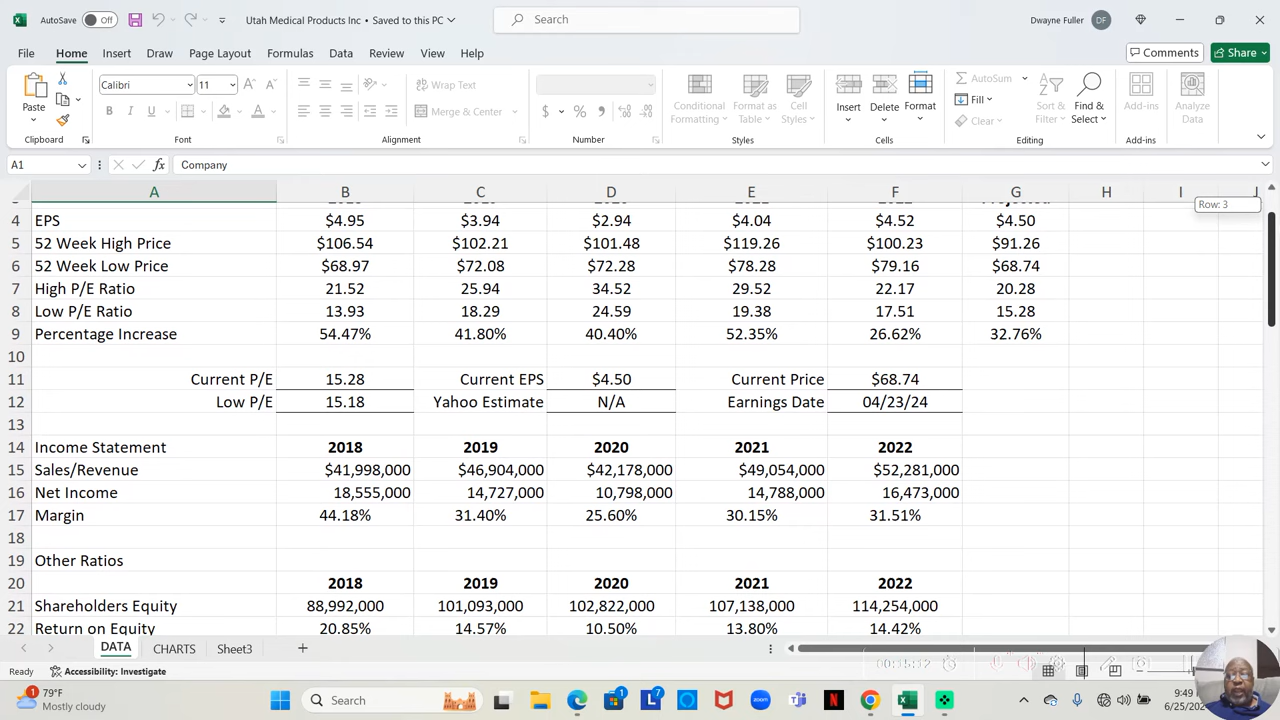 AutoSave Off Utah Medical Products Inc • Saved to this PC Search Dwayne Fuller DF
File Home Insert Draw Page Layout Formulas Data Review View Help Comments Share
Paste Calibri 11 Wrap Text Conditional Formatting Format as Table Cell Styles Insert Delete Format AutoSum Sort & Filter Find & Select Add-ins Analyze Data
B I U Merge & Center $ % Fill
Clear
Clipboard Font Alignment Number Styles Cells Editing Add-ins
A1 fx Company
A B C D E F G H I J
Row: 3
4 EPS $4.95 $3.94 $2.94 $4.04 $4.52 $4.50
5 52 Week High Price $106.54 $102.21 $101.48 $119.26 $100.23 $91.26
6 52 Week Low Price $68.97 $72.08 $72.28 $78.28 $79.16 $68.74
7 High P/E Ratio 21.52 25.94 34.52 29.52 22.17 20.28
8 Low P/E Ratio 13.93 18.29 24.59 19.38 17.51 15.28
9 Percentage Increase 54.47% 41.80% 40.40% 52.35% 26.62% 32.76%
10
11 Current P/E 15.28 Current EPS $4.50 Current Price $68.74
12 Low P/E 15.18 Yahoo Estimate N/A Earnings Date 04/23/24
13
14 Income Statement 2018 2019 2020 2021 2022
15 Sales/Revenue $41,998,000 $46,904,000 $42,178,000 $49,054,000 $52,281,000
16 Net Income 18,555,000 14,727,000 10,798,000 14,788,000 16,473,000
17 Margin 44.18% 31.40% 25.60% 30.15% 31.51%
18
19 Other Ratios
20 2018 2019 2020 2021 2022
21 Shareholders Equity 88,992,000 101,093,000 102,822,000 107,138,000 114,254,000
22 Return on Equity 20.85% 14.57% 10.50% 13.80% 14.42%
DATA CHARTS Sheet3
Ready Accessibility: Investigate
79°F Search 9:49
Mostly cloudy 6/25/